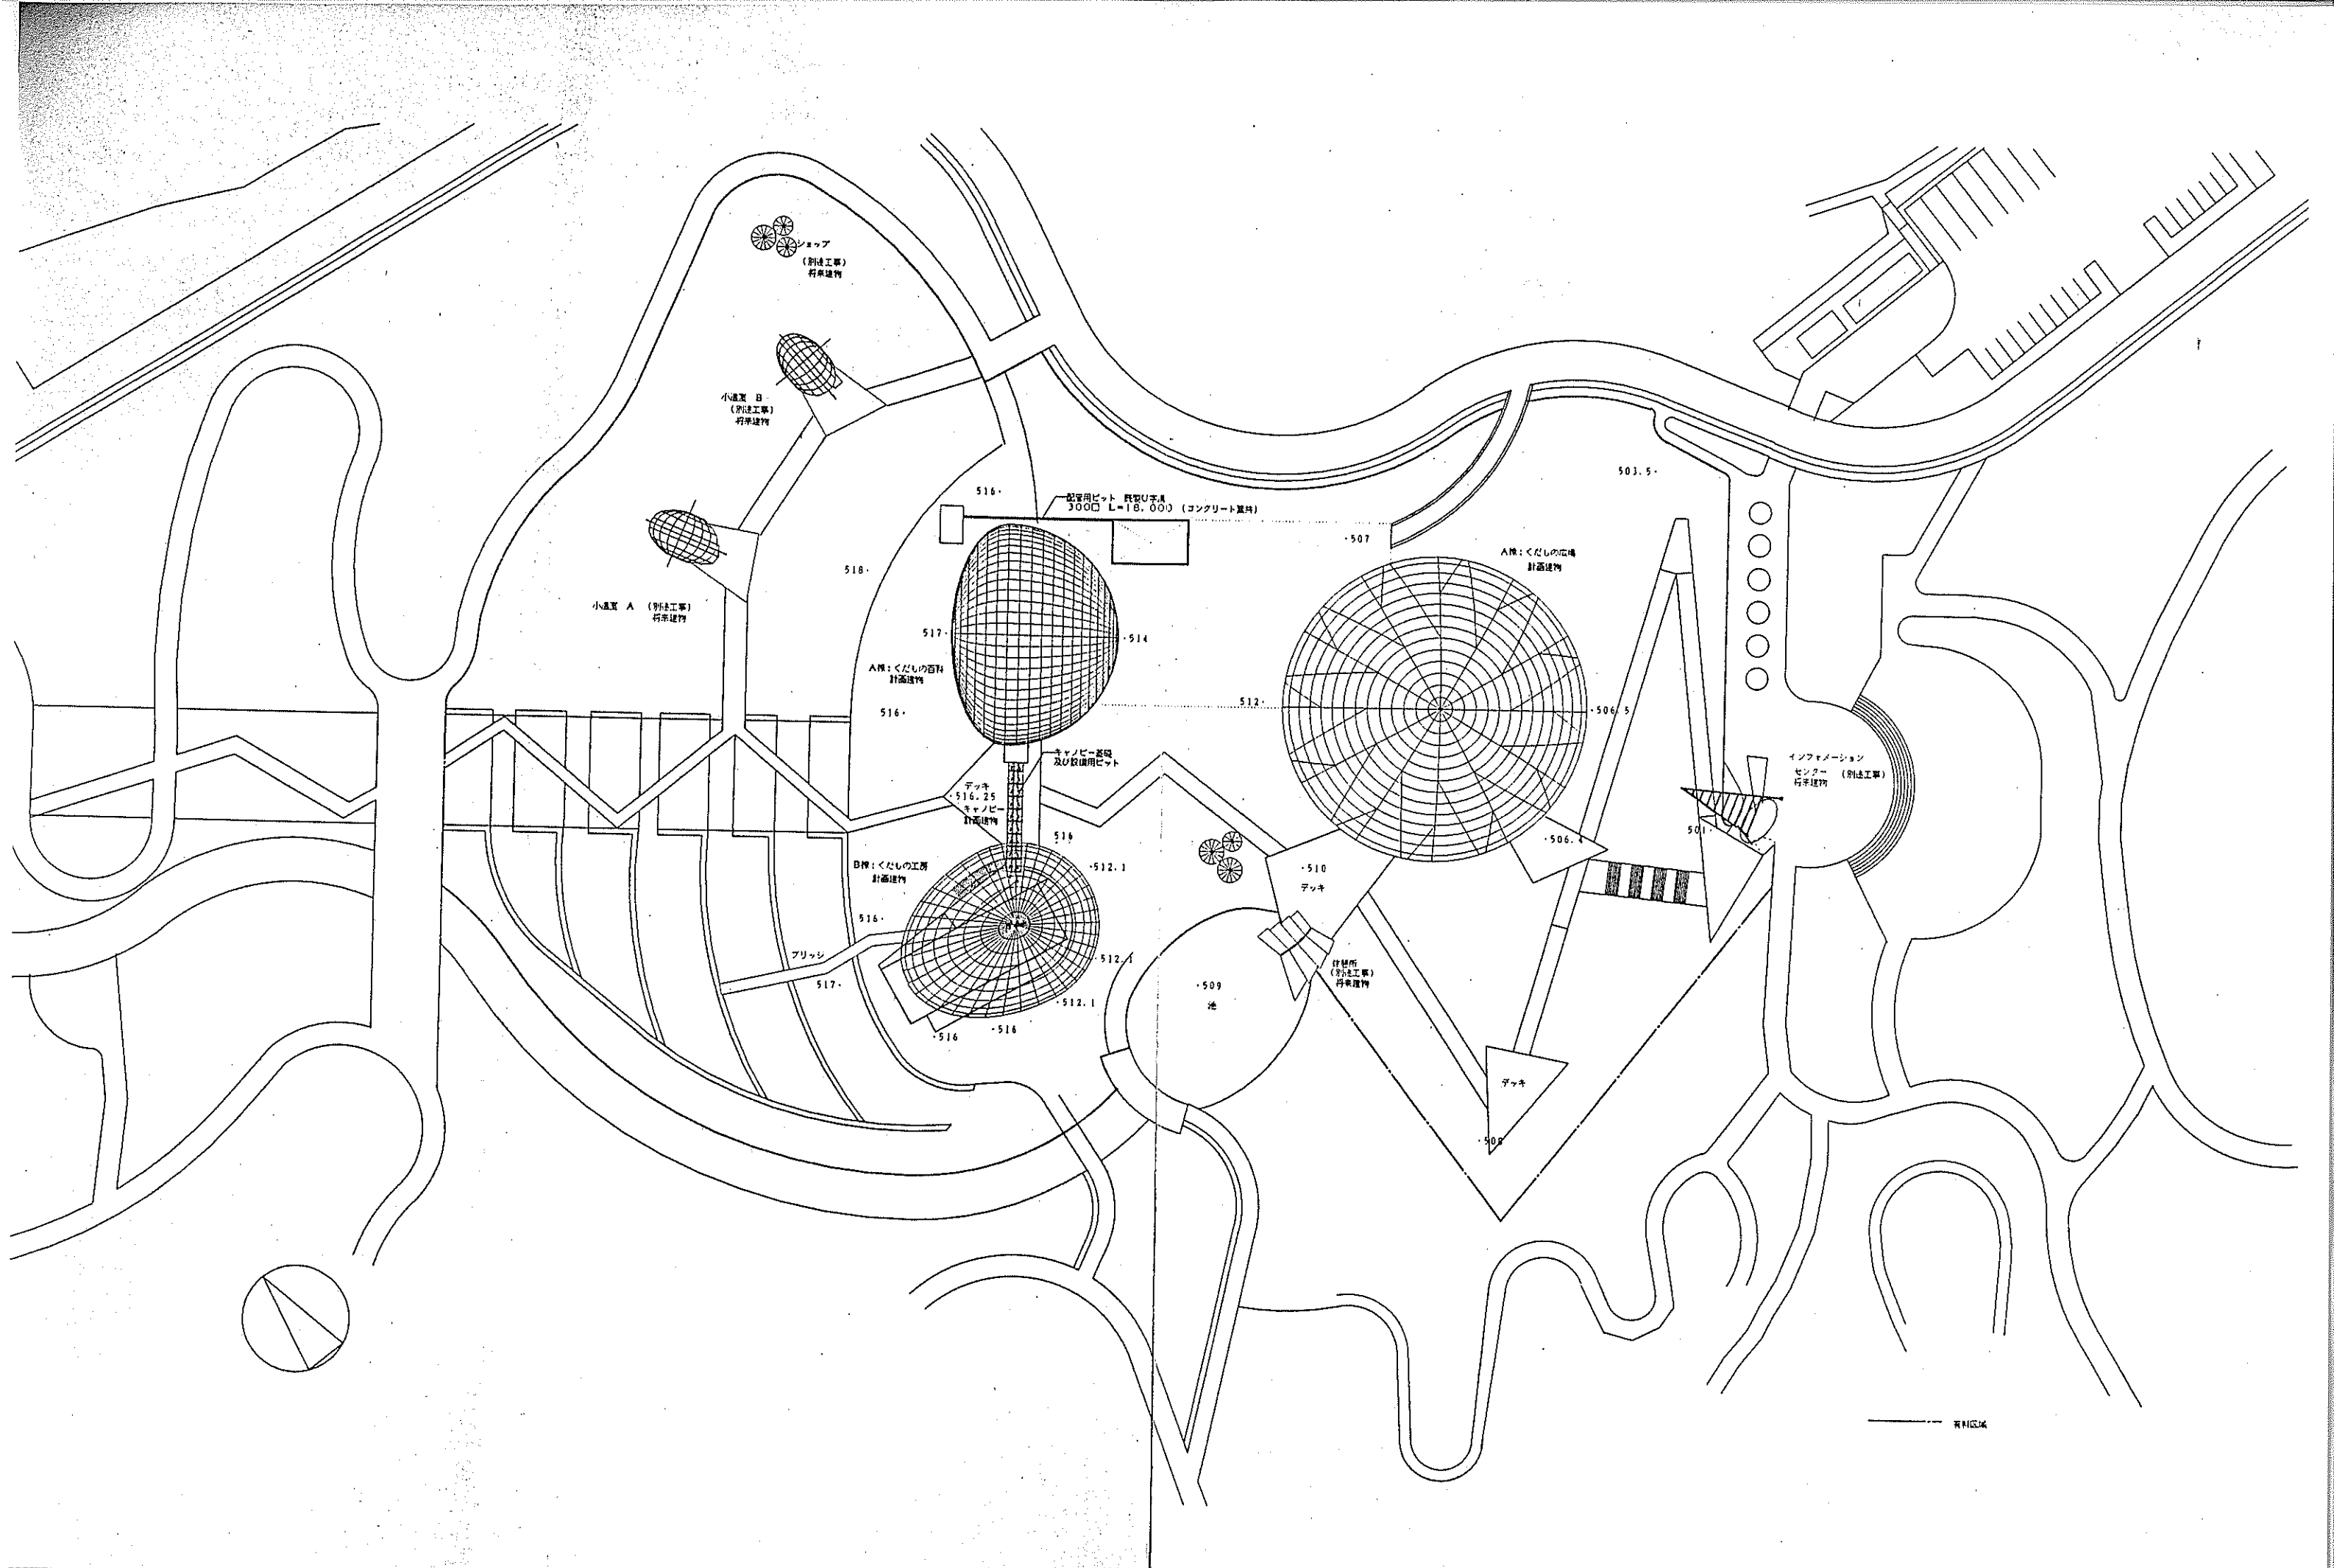 ショップ
(別途工事)
将来建物
小温室 B
(別途工事)
将来建物
503.5
516
配管用ピット 既製U字溝
300□ L=18,000 (コンクリート蓋共)
507
A棟:くだもの広場
計画建物
518
小温室 A (別途工事)
将来建物
517
514
A棟:くだもの百科
計画建物
512
516
506.5
キャノピー基礎
及び設備用ピット
インフォメーション
センター (別途工事)
将来建物
デッキ
516.25
キャノピー
計画建物
501
516
506.4
B棟:くだもの工房
計画建物
512.1
510
デッキ
516
ブリッジ
512.1
休憩所
(別途工事)
将来建物
517
509
池
512.1
516
516
デッキ
508
有料区域